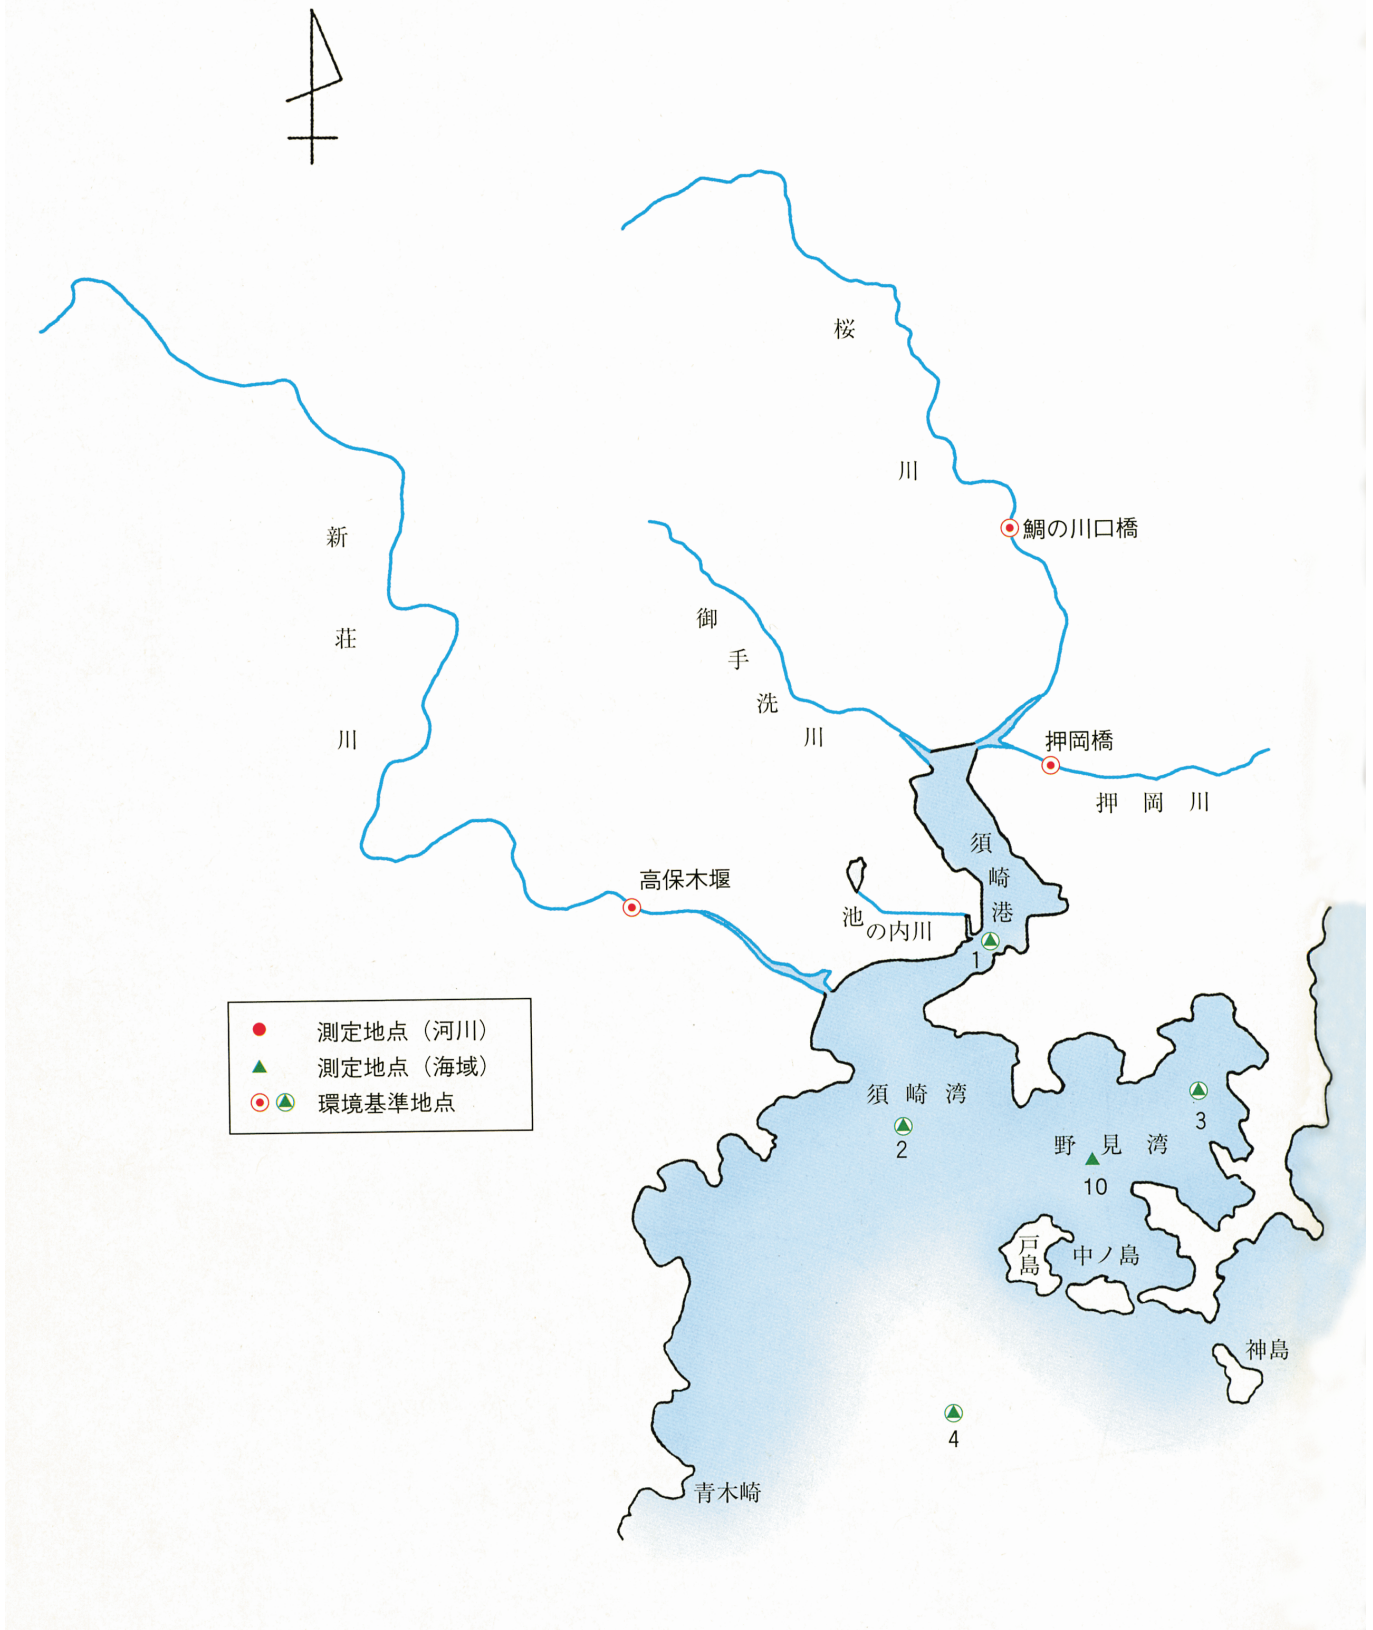 桜川
鯛の川口橋
新荘川
御手洗川
押岡橋
押岡川
須崎港
高保木堰
池の内川
1
測定地点（河川）
測定地点（海域）
環境基準地点
須崎湾
2
3
野見湾
10
戸島
中ノ島
神島
4
青木崎